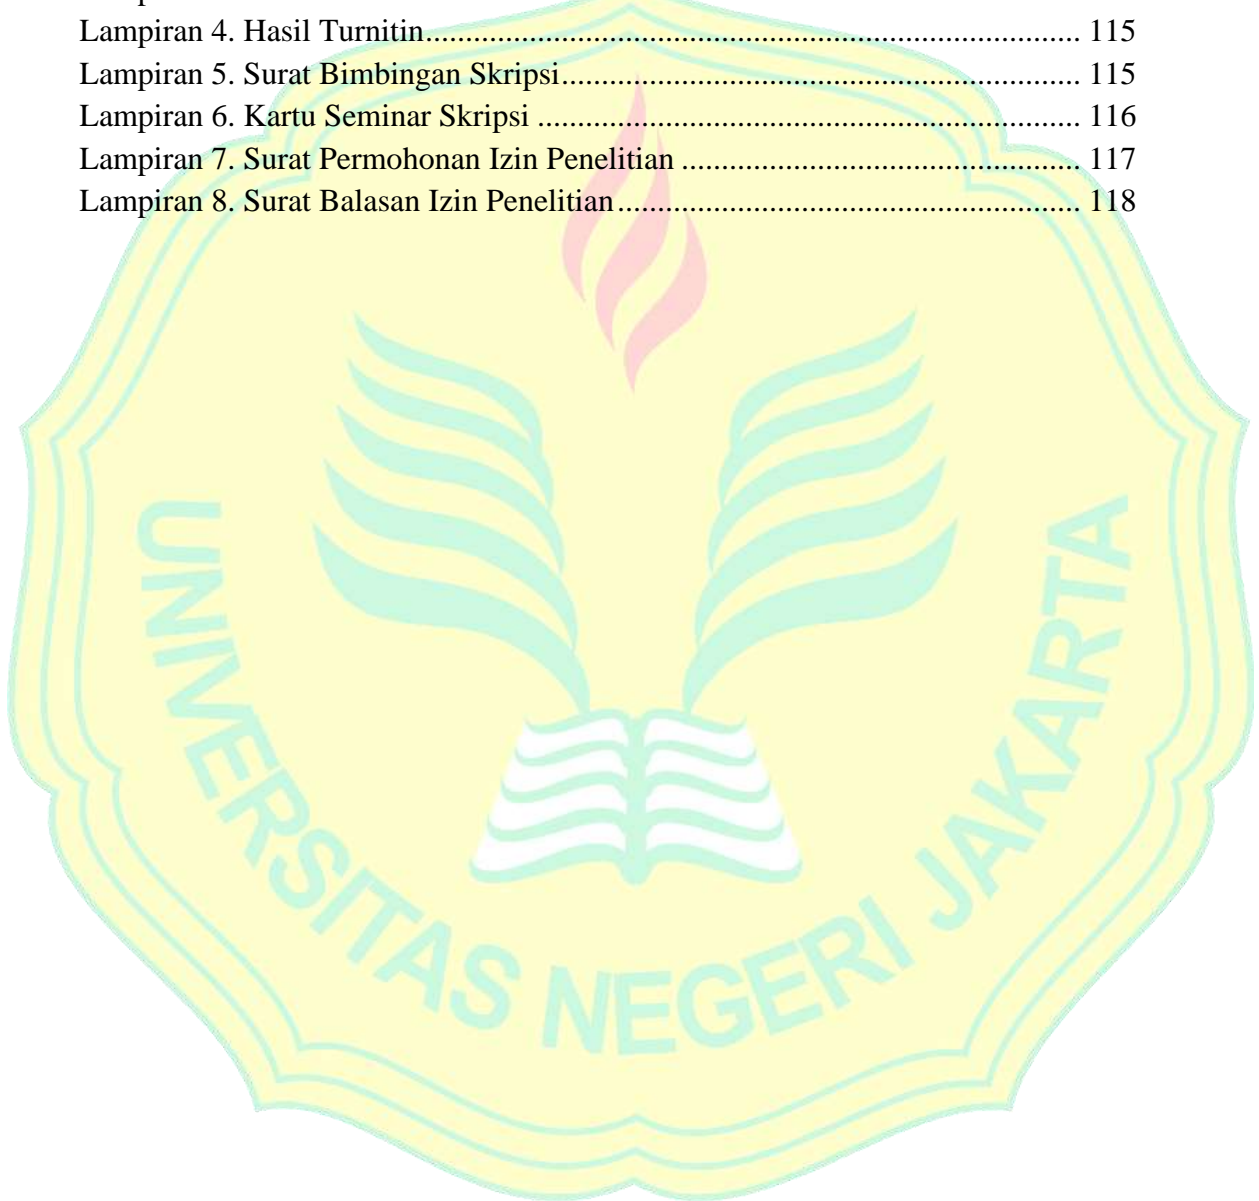 Lampiran 4. Hasil Turnitin.................................................................................. 115
Lampiran 5. Surat Bimbingan Skripsi................................................................. 115
Lampiran 6. Kartu Seminar Skripsi .................................................................... 116
Lampiran 7. Surat Permohonan Izin Penelitian .................................................. 117
Lampiran 8. Surat Balasan Izin Penelitian.......................................................... 118
UNIVERSITAS NEGERI JAKARTA